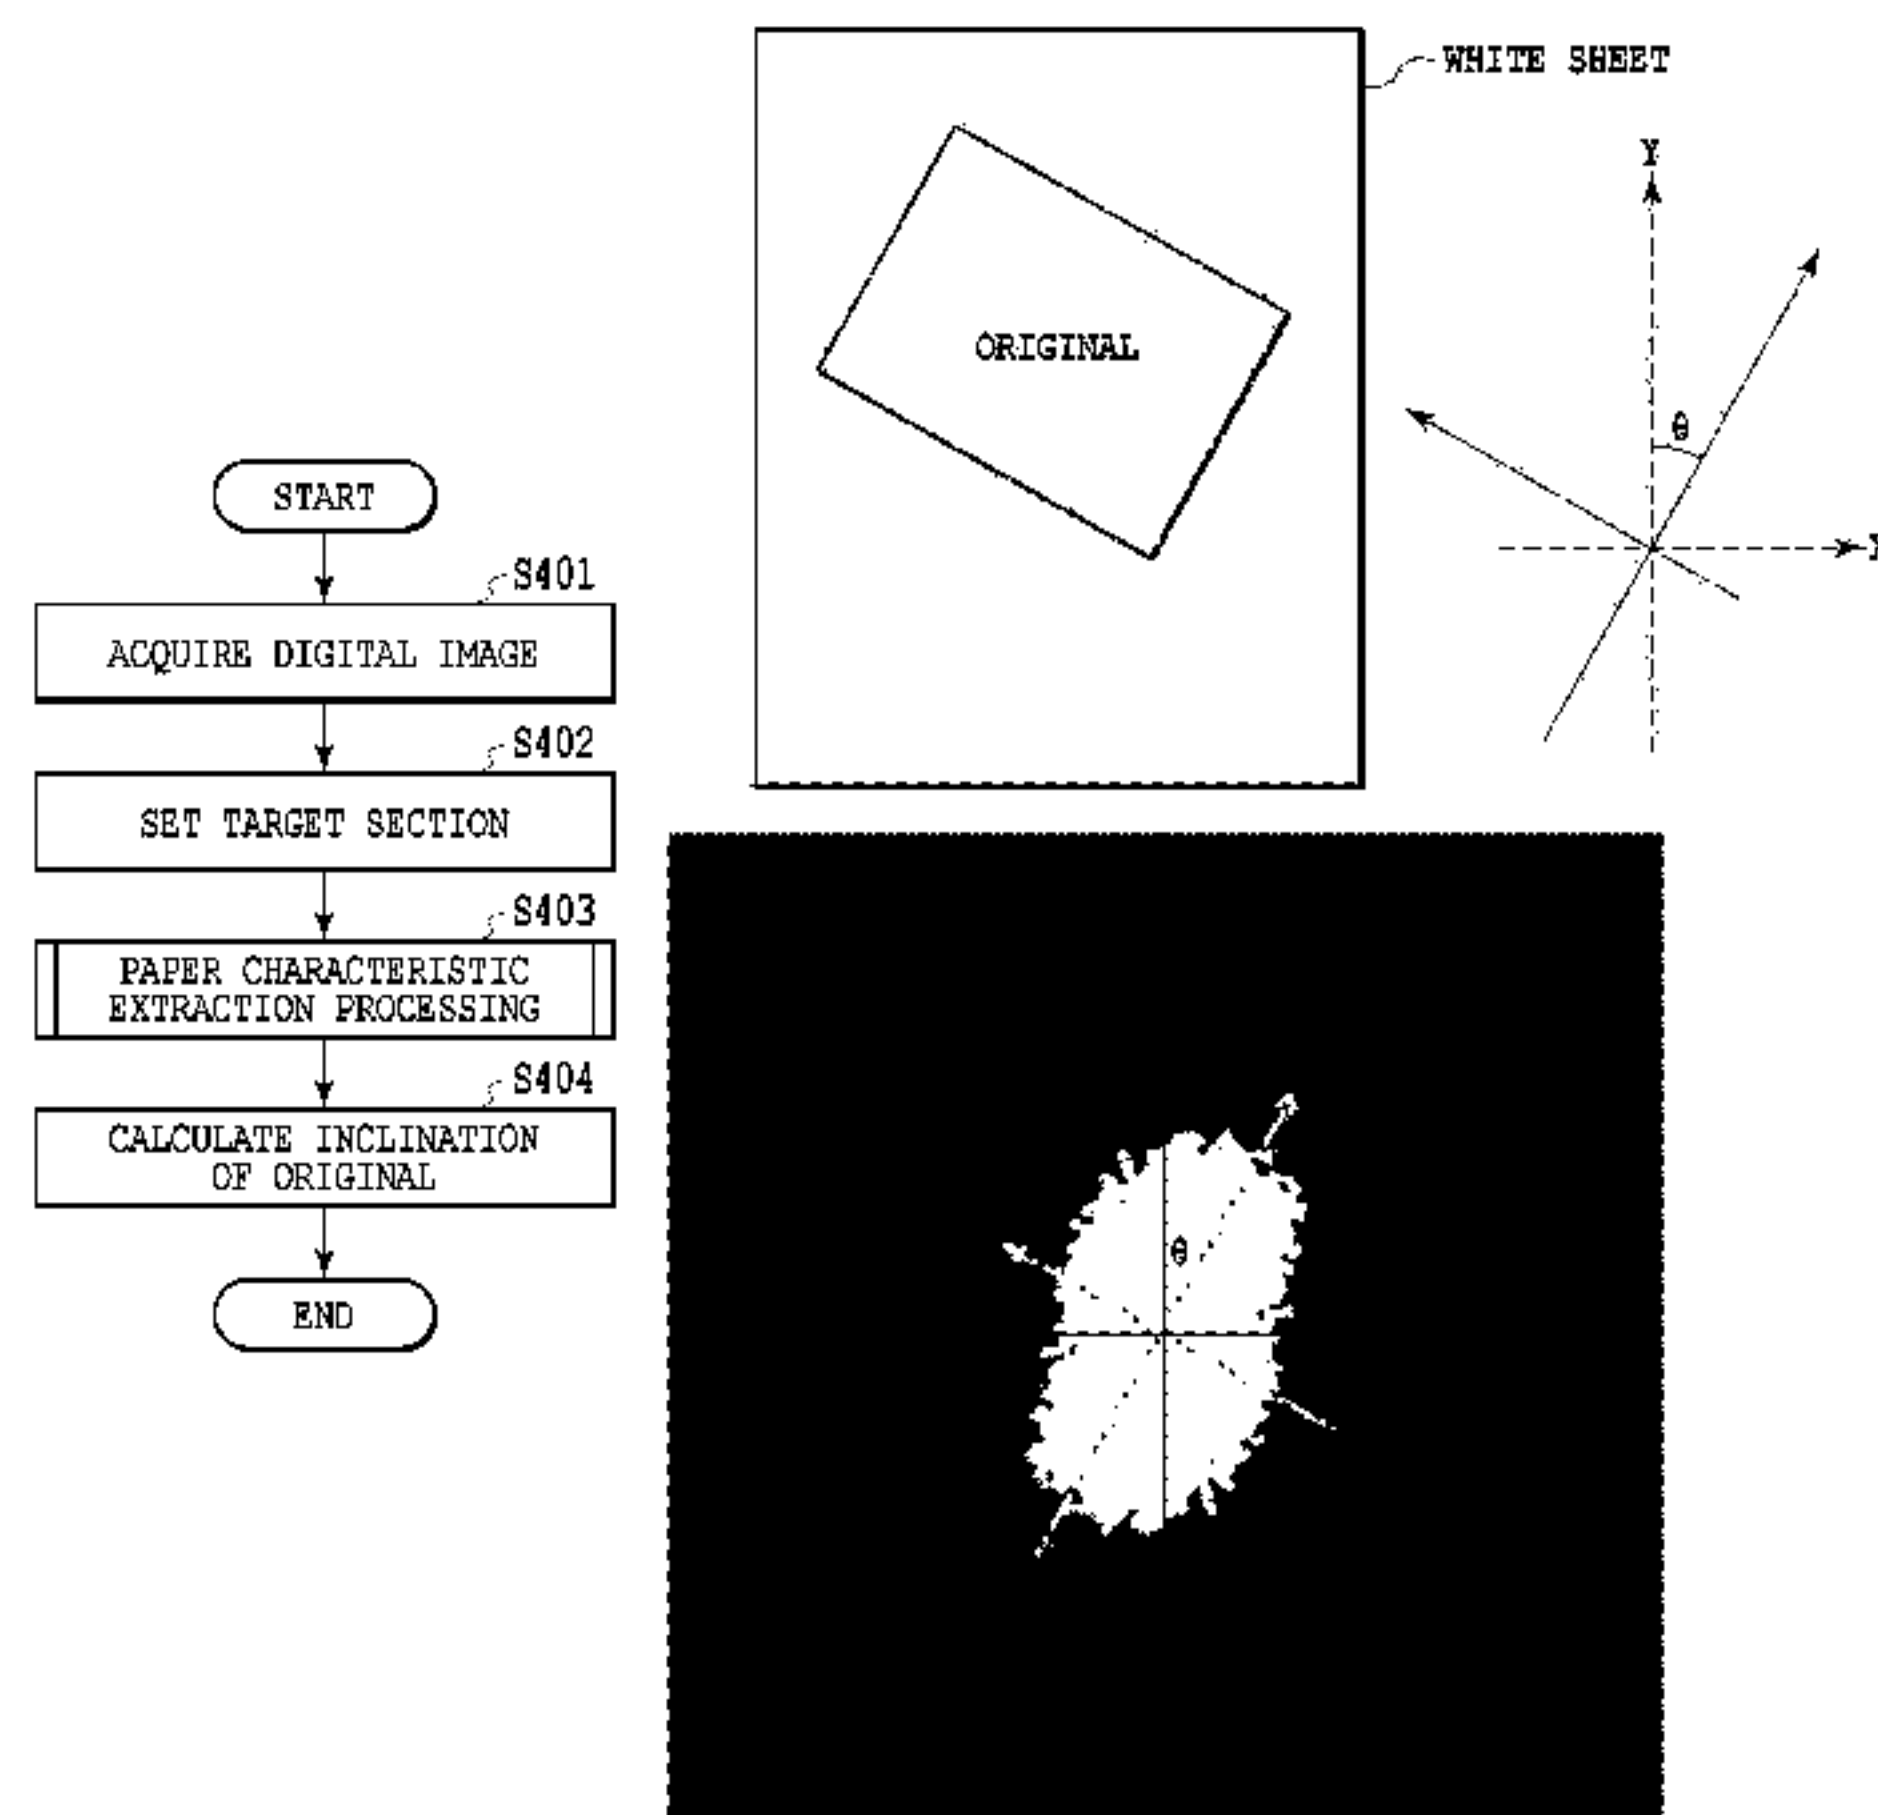 START
S401
ACQUIRE DIGITAL IMAGE
S402
SET TARGET SECTION
S403
PAPER CHARACTERISTIC
EXTRACTION PROCESSING
S404
CALCULATE INCLINATION
OF ORIGINAL
END
WHITE SHEET
ORIGINAL
Y
θ
θ